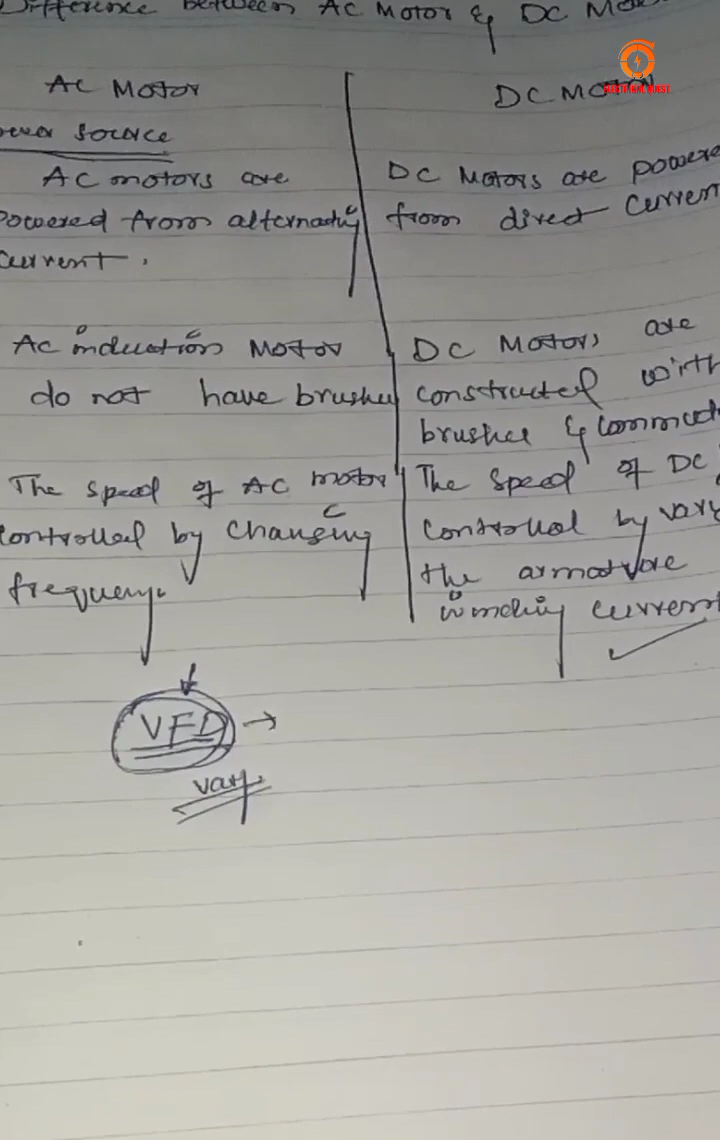 Difference between AC Motor & DC Mo
AC Motor
DC Motor
ower source
AC motors are
powered from alternating
current.
DC Motors are powere
from direct curren
AC induction Motor
do not have brushes
DC Motors are
constructed with
brushes & commut
The speed of AC motor
controlled by changing
frequency.
The speed of DC
controlled by vary
the armature
winding current
VFD
vary.